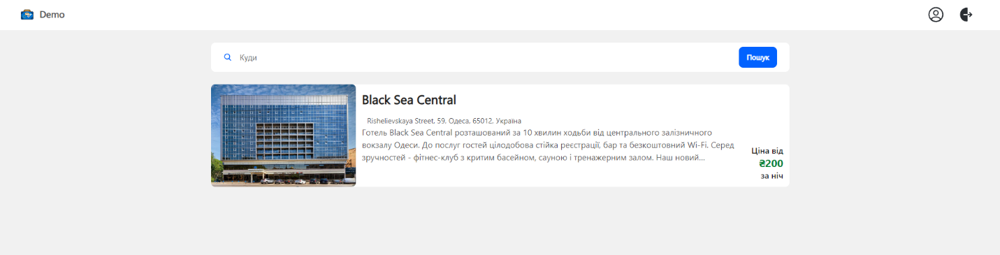 Demo
Куди
Пошук
Black Sea Central
Rishelievskaya Street, 59, Одеса, 65012, Україна
Готель Black Sea Central розташований за 10 хвилин ходьби від центрального залізничного
вокзалу Одеси. До послуг гостей цілодобова стійка реєстрації, бар та безкоштовний Wi-Fi. Серед
зручностей - фітнес-клуб з критим басейном, сауною і тренажерним залом. Наш новий...
Ціна від
₴200
за ніч